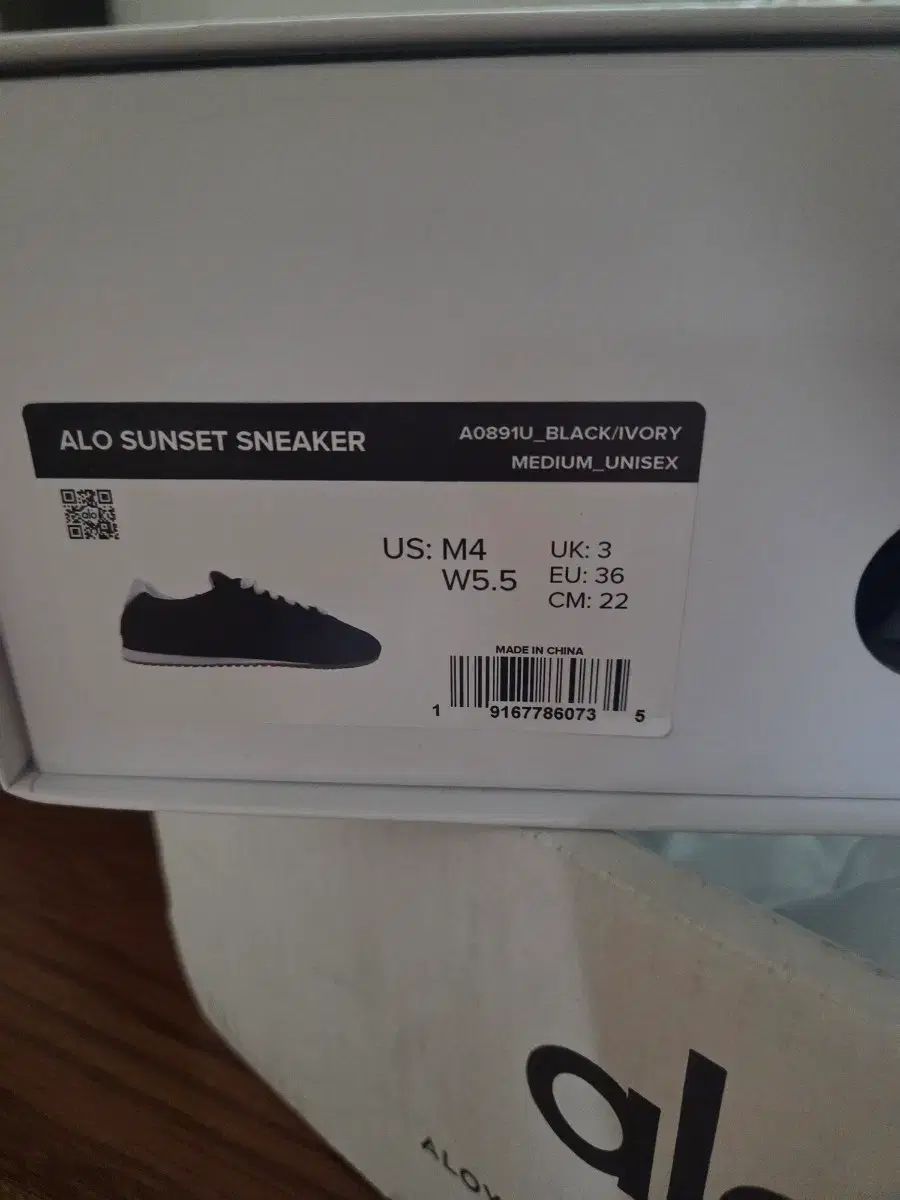 ALO SUNSET SNEAKER
A0891U_BLACK/IVORY
MEDIUM_UNISEX
alo
US: M4
W5.5
UK: 3
EU: 36
CM: 22
MADE IN CHINA
1 9167786073 5
alo